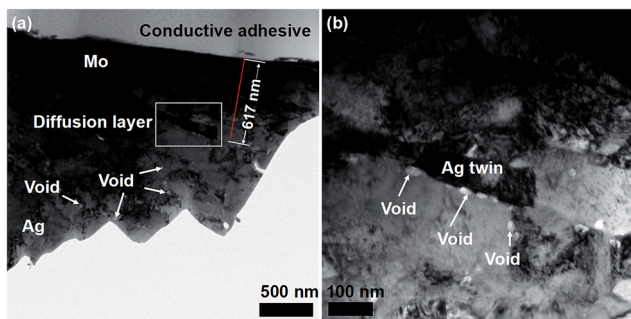 (a)
Conductive adhesive
Mo
617 nm
Diffusion layer
Void
Void
Ag
500 nm
(b)
Ag twin
Void
Void
Void
100 nm